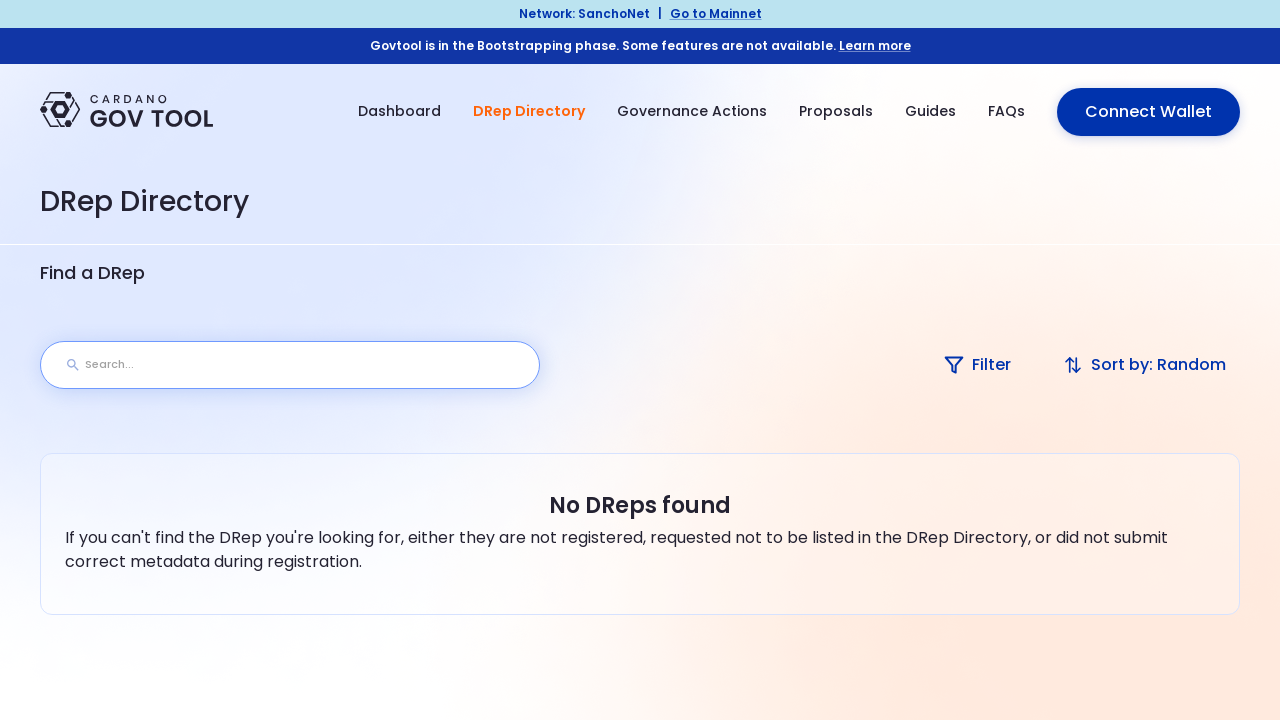 Network: SanchoNet | Go to Mainnet
Govtool is in the Bootstrapping phase. Some features are not available. Learn more
CARDANO
GOV TOOL
Dashboard
DRep Directory
Governance Actions
Proposals
Guides
FAQs
Connect Wallet
DRep Directory
Find a DRep
Search...
Filter
Sort by: Random
No DReps found
If you can't find the DRep you're looking for, either they are not registered, requested not to be listed in the DRep Directory, or did not submit
correct metadata during registration.